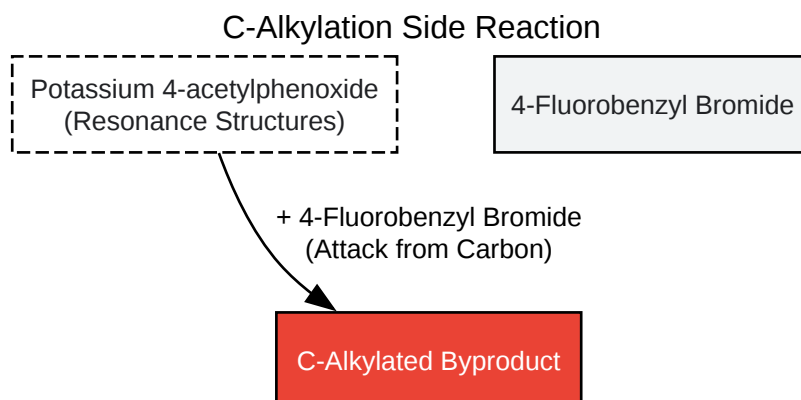 C-Alkylation Side Reaction
Potassium 4-acetylphenoxide
(Resonance Structures)
4-Fluorobenzyl Bromide
+ 4-Fluorobenzyl Bromide
(Attack from Carbon)
C-Alkylated Byproduct